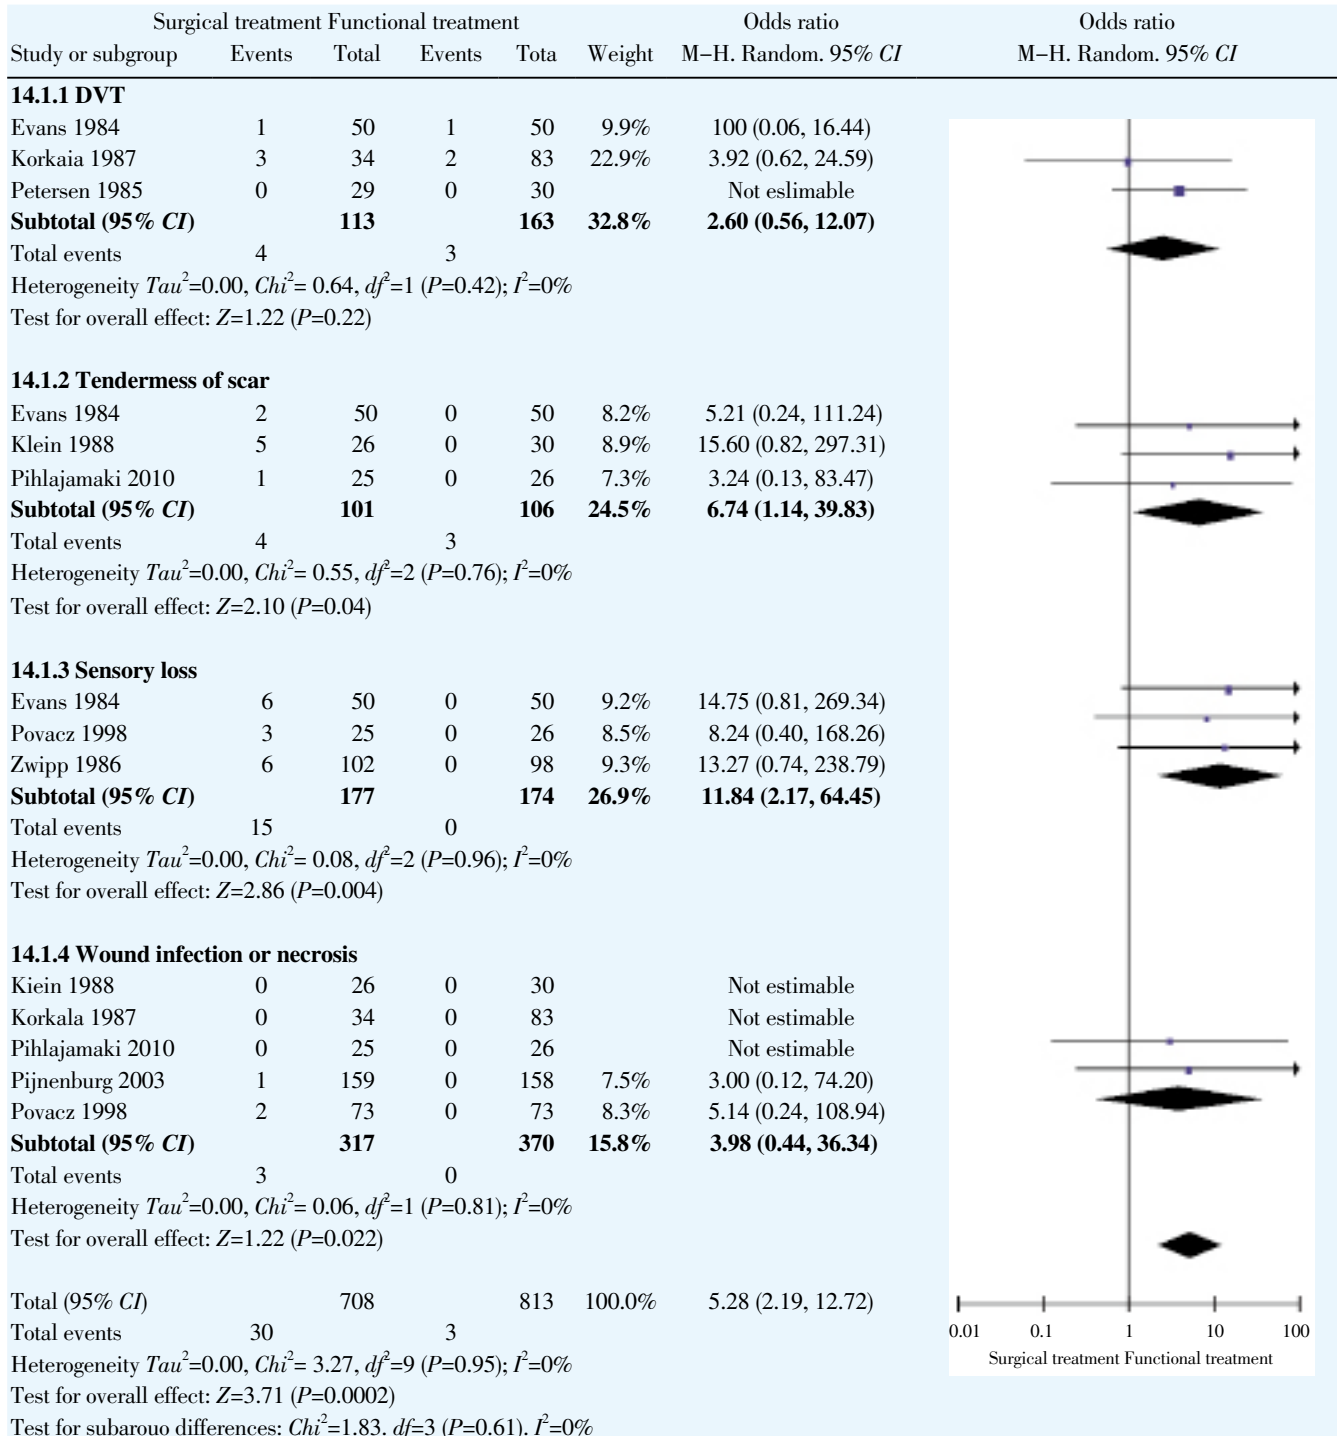 Surgical treatment Functional treatment Odds ratio Odds ratio
Study or subgroup Events Total Events Tota Weight M–H. Random. 95% CI M–H. Random. 95% CI
14.1.1 DVT
Evans 1984 1 50 1 50 9.9% 100 (0.06, 16.44)
Korkaia 1987 3 34 2 83 22.9% 3.92 (0.62, 24.59)
Petersen 1985 0 29 0 30 Not eslimable
Subtotal (95% CI) 113 163 32.8% 2.60 (0.56, 12.07)
Total events 4 3
Heterogeneity Tau²=0.00, Chi²= 0.64, df²=1 (P=0.42); I²=0%
Test for overall effect: Z=1.22 (P=0.22)
14.1.2 Tendermess of scar
Evans 1984 2 50 0 50 8.2% 5.21 (0.24, 111.24)
Klein 1988 5 26 0 30 8.9% 15.60 (0.82, 297.31)
Pihlajamaki 2010 1 25 0 26 7.3% 3.24 (0.13, 83.47)
Subtotal (95% CI) 101 106 24.5% 6.74 (1.14, 39.83)
Total events 4 3
Heterogeneity Tau²=0.00, Chi²= 0.55, df²=2 (P=0.76); I²=0%
Test for overall effect: Z=2.10 (P=0.04)
14.1.3 Sensory loss
Evans 1984 6 50 0 50 9.2% 14.75 (0.81, 269.34)
Povacz 1998 3 25 0 26 8.5% 8.24 (0.40, 168.26)
Zwipp 1986 6 102 0 98 9.3% 13.27 (0.74, 238.79)
Subtotal (95% CI) 177 174 26.9% 11.84 (2.17, 64.45)
Total events 15 0
Heterogeneity Tau²=0.00, Chi²= 0.08, df²=2 (P=0.96); I²=0%
Test for overall effect: Z=2.86 (P=0.004)
14.1.4 Wound infection or necrosis
Kiein 1988 0 26 0 30 Not estimable
Korkala 1987 0 34 0 83 Not estimable
Pihlajamaki 2010 0 25 0 26 Not estimable
Pijnenburg 2003 1 159 0 158 7.5% 3.00 (0.12, 74.20)
Povacz 1998 2 73 0 73 8.3% 5.14 (0.24, 108.94)
Subtotal (95% CI) 317 370 15.8% 3.98 (0.44, 36.34)
Total events 3 0
Heterogeneity Tau²=0.00, Chi²= 0.06, df²=1 (P=0.81); I²=0%
Test for overall effect: Z=1.22 (P=0.022)
Total (95% CI) 708 813 100.0% 5.28 (2.19, 12.72)
Total events 30 3
0.01 0.1 1 10 100
Surgical treatment Functional treatment
Heterogeneity Tau²=0.00, Chi²= 3.27, df²=9 (P=0.95); I²=0%
Test for overall effect: Z=3.71 (P=0.0002)
Test for subarouo differences: Chi²=1.83. df=3 (P=0.61). I²=0%